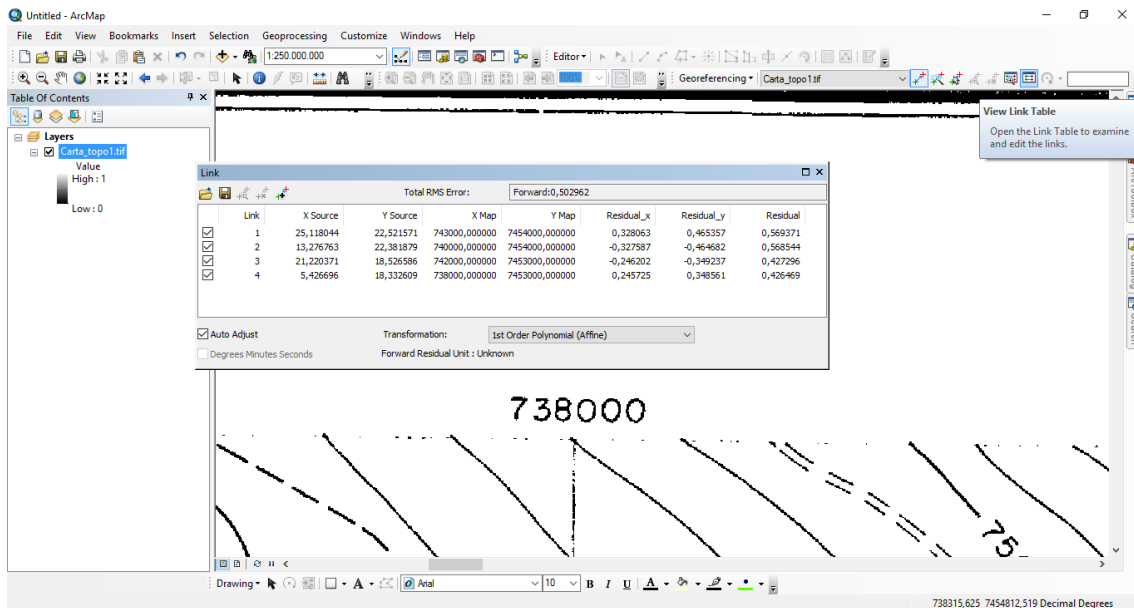 Untitled - ArcMap
File Edit View Bookmarks Insert Selection Geoprocessing Customize Windows Help
1:250.000.000
Editor
100%
Georeferencing
Carta_topo1.tif
Table Of Contents
Layers
Carta_topo1.tif
Value
High : 1
Low : 0
View Link Table
Open the Link Table to examine
and edit the links.
Link
Total RMS Error: Forward:0,502962
Link X Source Y Source X Map Y Map Residual_x Residual_y Residual
1 25,118044 22,521571 743000,000000 7454000,000000 0,328063 0,465357 0,569371
2 13,276763 22,381879 740000,000000 7454000,000000 -0,327587 -0,464682 0,568544
3 21,220371 18,526586 742000,000000 7453000,000000 -0,246202 -0,349237 0,427296
4 5,426696 18,332609 738000,000000 7453000,000000 0,245725 0,348561 0,426469
Auto Adjust Transformation: 1st Order Polynomial (Affine)
Degrees Minutes Seconds Forward Residual Unit : Unknown
738000
75
Drawing A Arial 10 B I U A
738315,625 7454812,519 Decimal Degrees